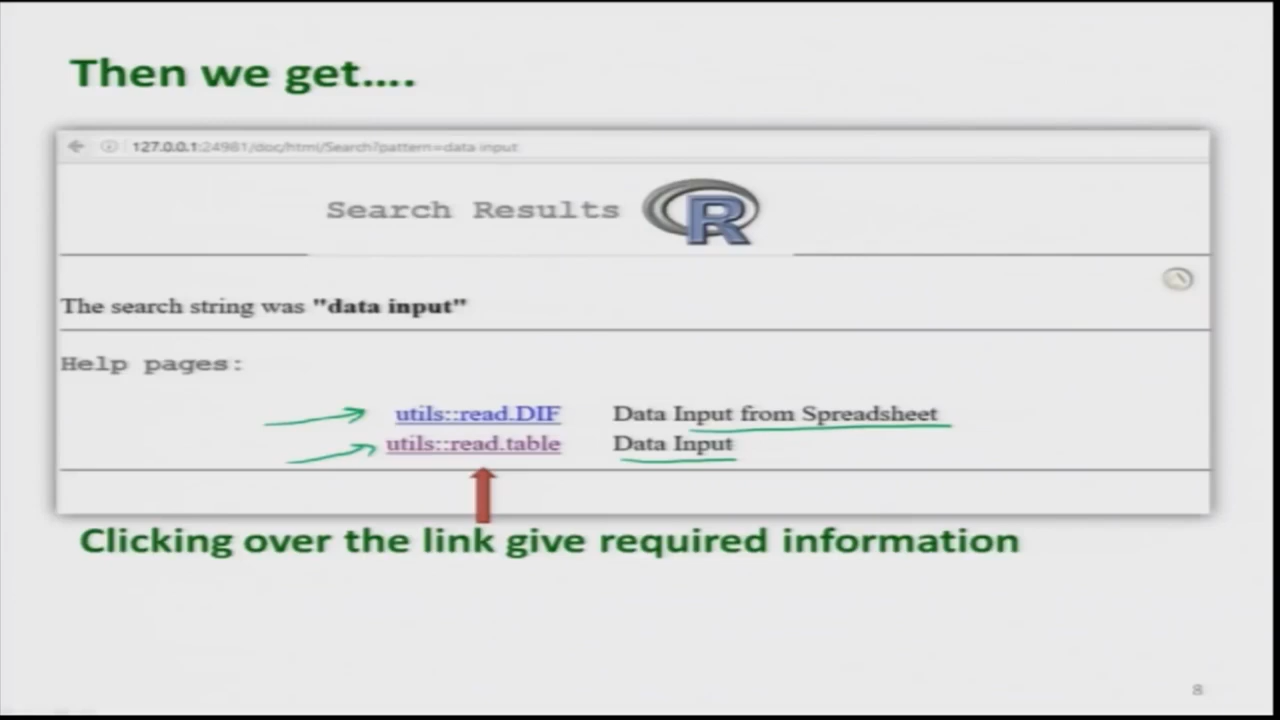 Then we get....
127.0.0.1:24981/doc/html/Search?pattern=data input
Search Results R
The search string was "data input"
Help pages:
utils::read.DIF Data Input from Spreadsheet
utils::read.table Data Input
Clicking over the link give required information
8